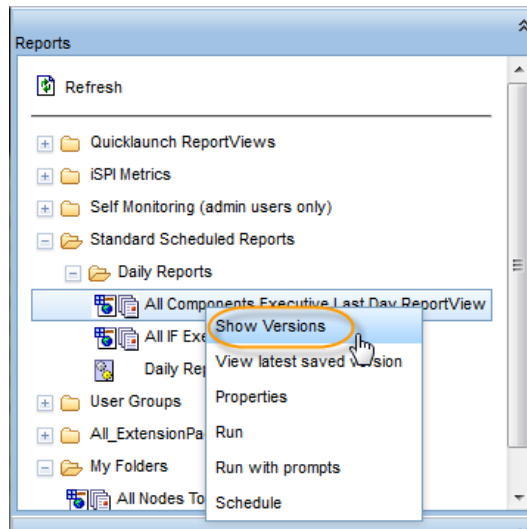 Reports
Refresh
Quicklaunch ReportViews
iSPI Metrics
Self Monitoring (admin users only)
Standard Scheduled Reports
Daily Reports
All Components Executive Last Day ReportView
All IF Exe
Show Versions
Daily Rep
View latest saved version
User Groups
Properties
All_ExtensionPa
Run
My Folders
Run with prompts
All Nodes To
Schedule